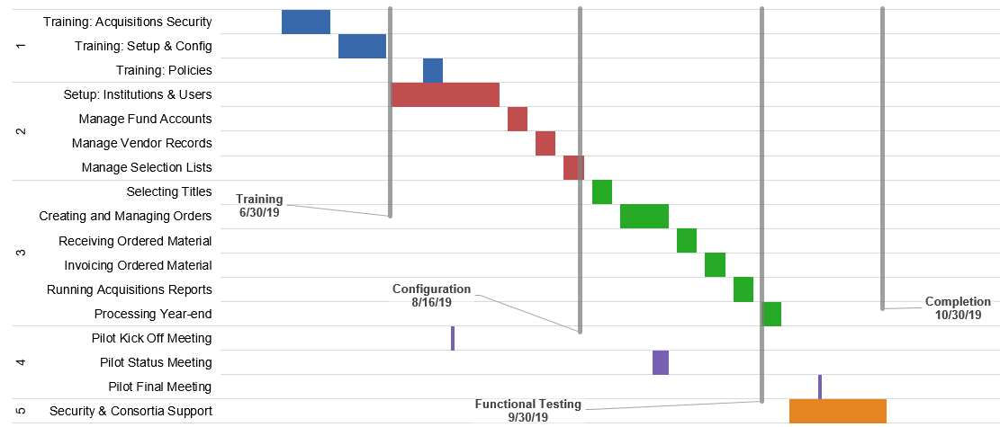 1
Training: Acquisitions Security
Training: Setup & Config
Training: Policies
2
Setup: Institutions & Users
Manage Fund Accounts
Manage Vendor Records
Manage Selection Lists
3
Selecting Titles
Creating and Managing Orders
Receiving Ordered Material
Invoicing Ordered Material
Running Acquisitions Reports
Processing Year-end
4
Pilot Kick Off Meeting
Pilot Status Meeting
Pilot Final Meeting
5
Security & Consortia Support
Training
6/30/19
Configuration
8/16/19
Functional Testing
9/30/19
Completion
10/30/19